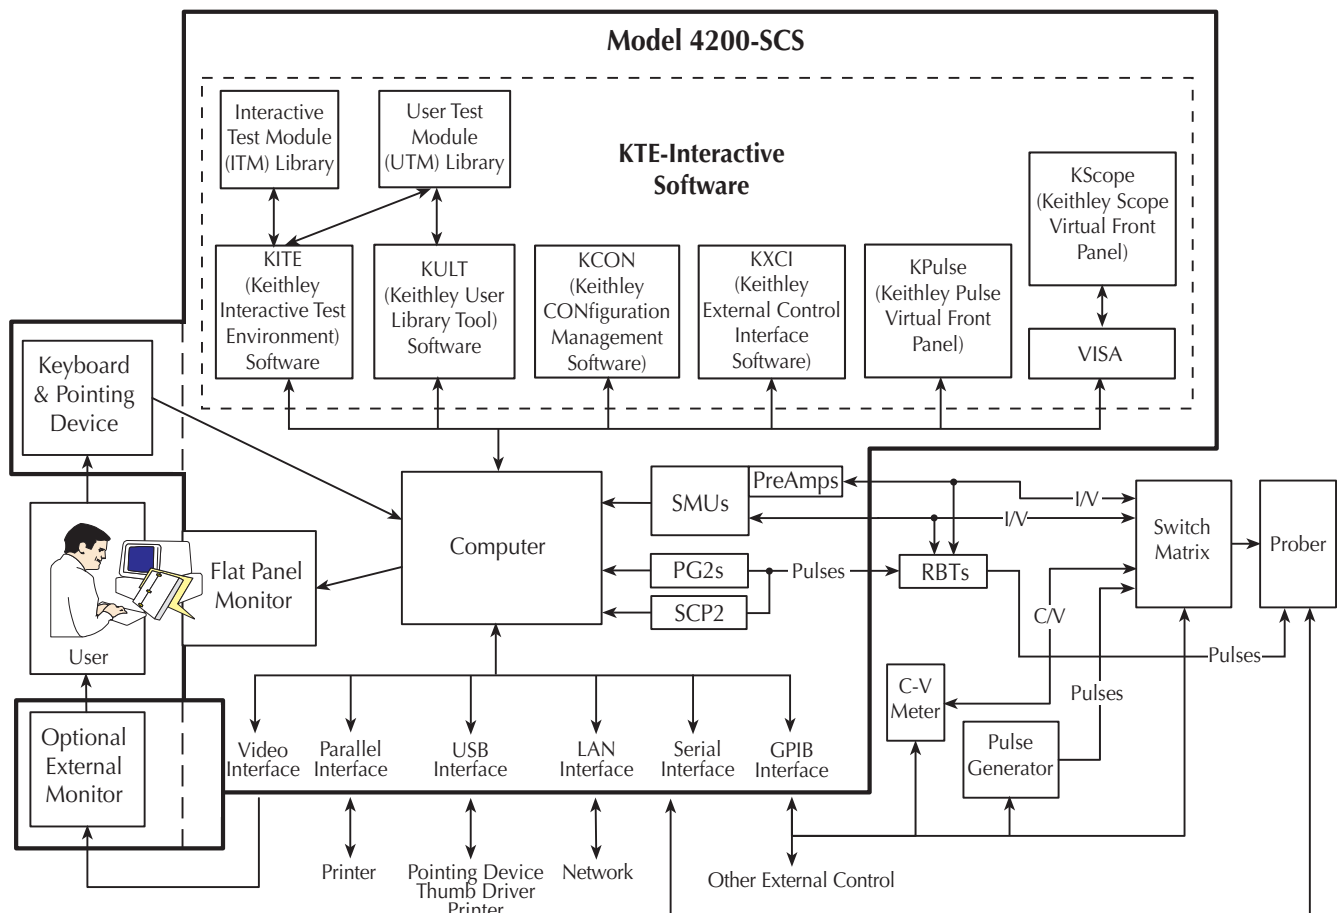 Model 4200-SCS
Interactive
Test Module
(ITM) Library
User Test
Module
(UTM) Library
KTE-Interactive
Software
KScope
(Keithley Scope
Virtual Front
Panel)
KITE
(Keithley
Interactive Test
Environment)
Software
KULT
(Keithley User
Library Tool)
Software
KCON
(Keithley
CONfiguration
Management
Software)
KXCI
(Keithley
External Control
Interface
Software)
KPulse
(Keithley Pulse
Virtual Front
Panel)
VISA
Keyboard
& Pointing
Device
Computer
SMUs
PreAmps
I/V
I/V
Switch
Matrix
Prober
PG2s
Pulses
RBTs
SCP2
C/V
Flat Panel
Monitor
User
Pulses
C-V
Meter
Pulses
Pulse
Generator
Optional
External
Monitor
Video
Interface
Parallel
Interface
USB
Interface
LAN
Interface
Serial
Interface
GPIB
Interface
Printer
Pointing Device
Thumb Driver
Printer
Network
Other External Control